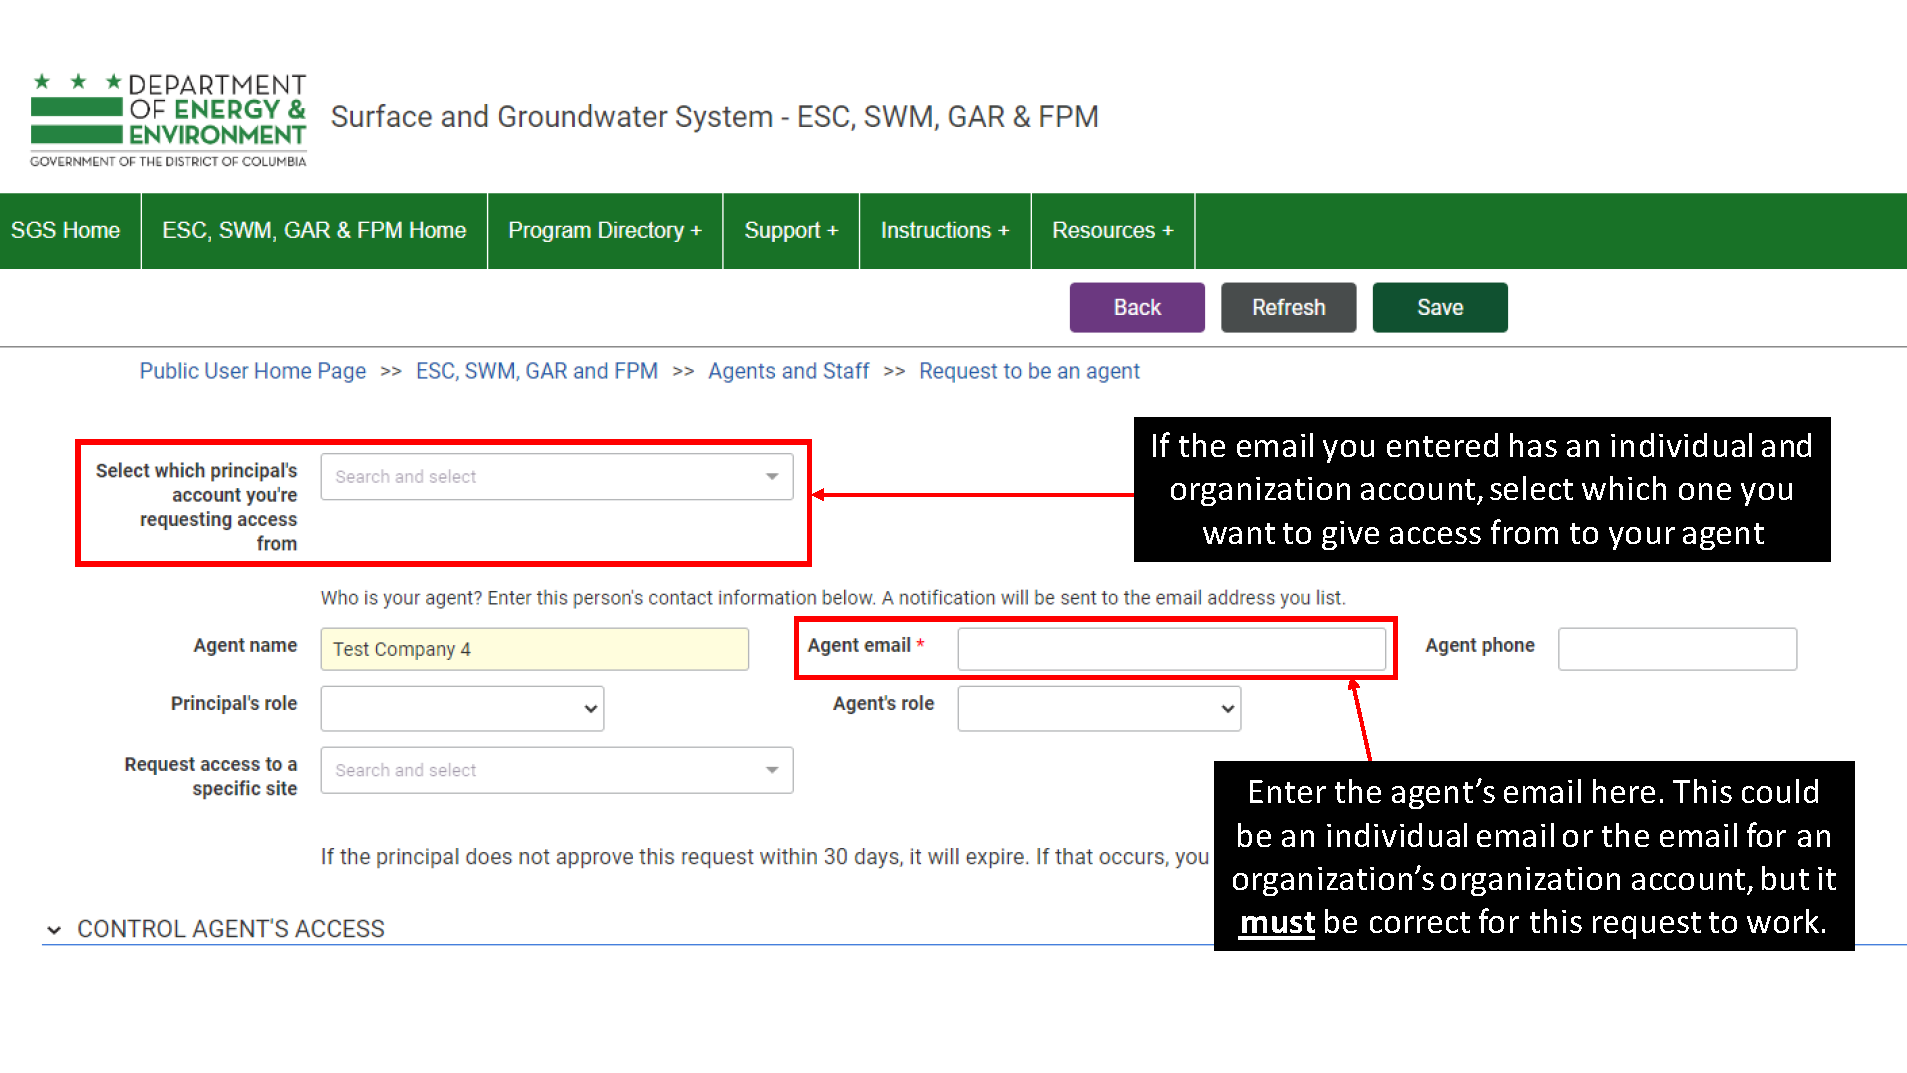 DEPARTMENT
OF ENERGY &
ENVIRONMENT
GOVERNMENT OF THE DISTRICT OF COLUMBIA
Surface and Groundwater System - ESC, SWM, GAR & FPM
SGS Home
ESC, SWM, GAR & FPM Home
Program Directory +
Support +
Instructions +
Resources +
Back
Refresh
Save
Public User Home Page >> ESC, SWM, GAR and FPM >> Agents and Staff >> Request to be an agent
Select which principal's
account you're
requesting access
from
Search and select
If the email you entered has an individual and
organization account, select which one you
want to give access from to your agent
Who is your agent? Enter this person's contact information below. A notification will be sent to the email address you list.
Agent name
Test Company 4
Agent email *
Agent phone
Principal's role
Agent's role
Request access to a
specific site
Search and select
Enter the agent’s email here. This could
be an individual email or the email for an
organization’s organization account, but it
must be correct for this request to work.
If the principal does not approve this request within 30 days, it will expire. If that occurs, you
CONTROL AGENT'S ACCESS